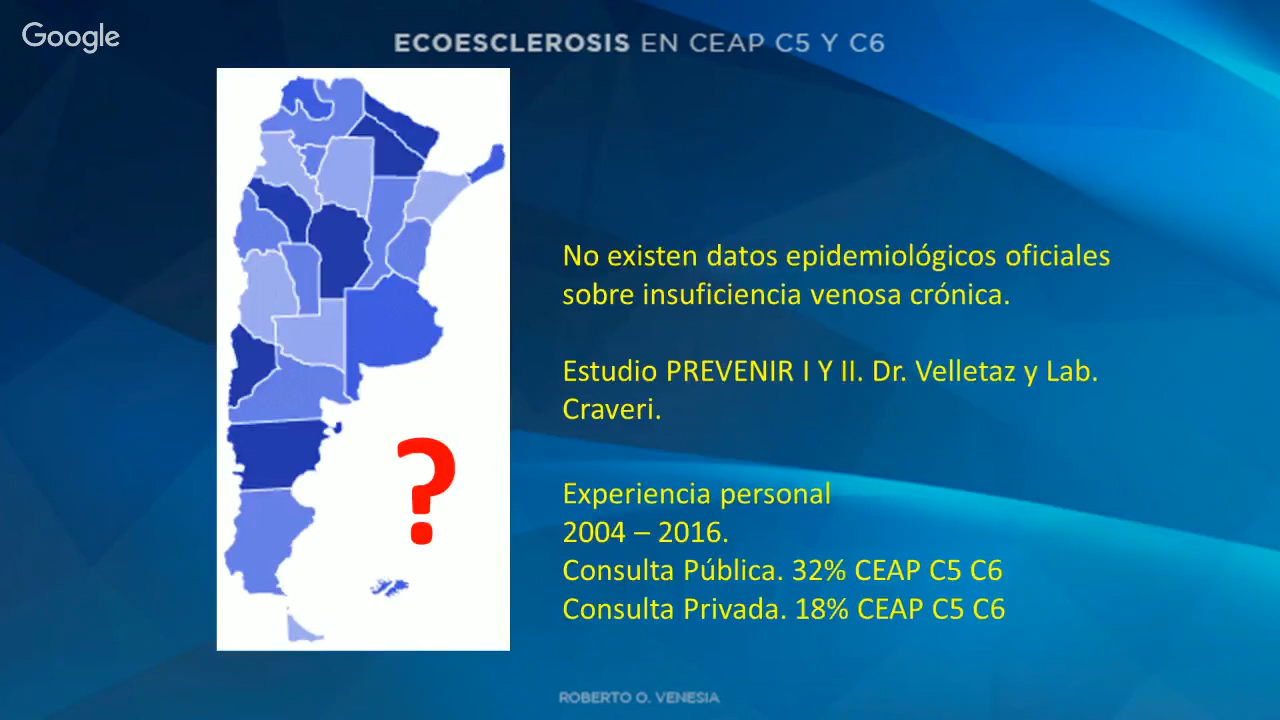 Google
ECOESCLEROSIS EN CEAP C5 Y C6
No existen datos epidemiológicos oficiales
sobre insuficiencia venosa crónica.
Estudio PREVENIR I Y II. Dr. Velletaz y Lab.
Craveri.
?
Experiencia personal
2004 – 2016.
Consulta Pública. 32% CEAP C5 C6
Consulta Privada. 18% CEAP C5 C6
ROBERTO O. VENESIA